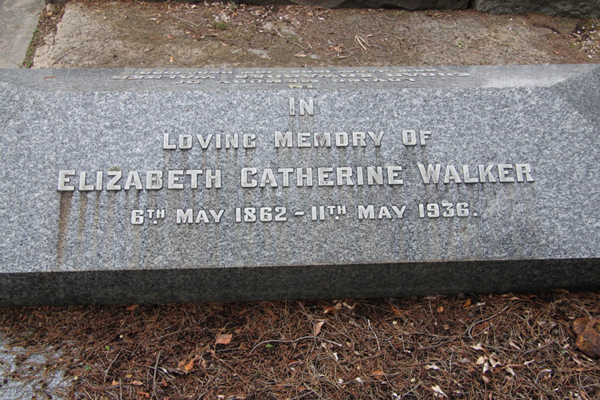 IN
LOVING MEMORY OF
ELIZABETH CATHERINE WALKER
6TH MAY 1862 - 11TH MAY 1936.